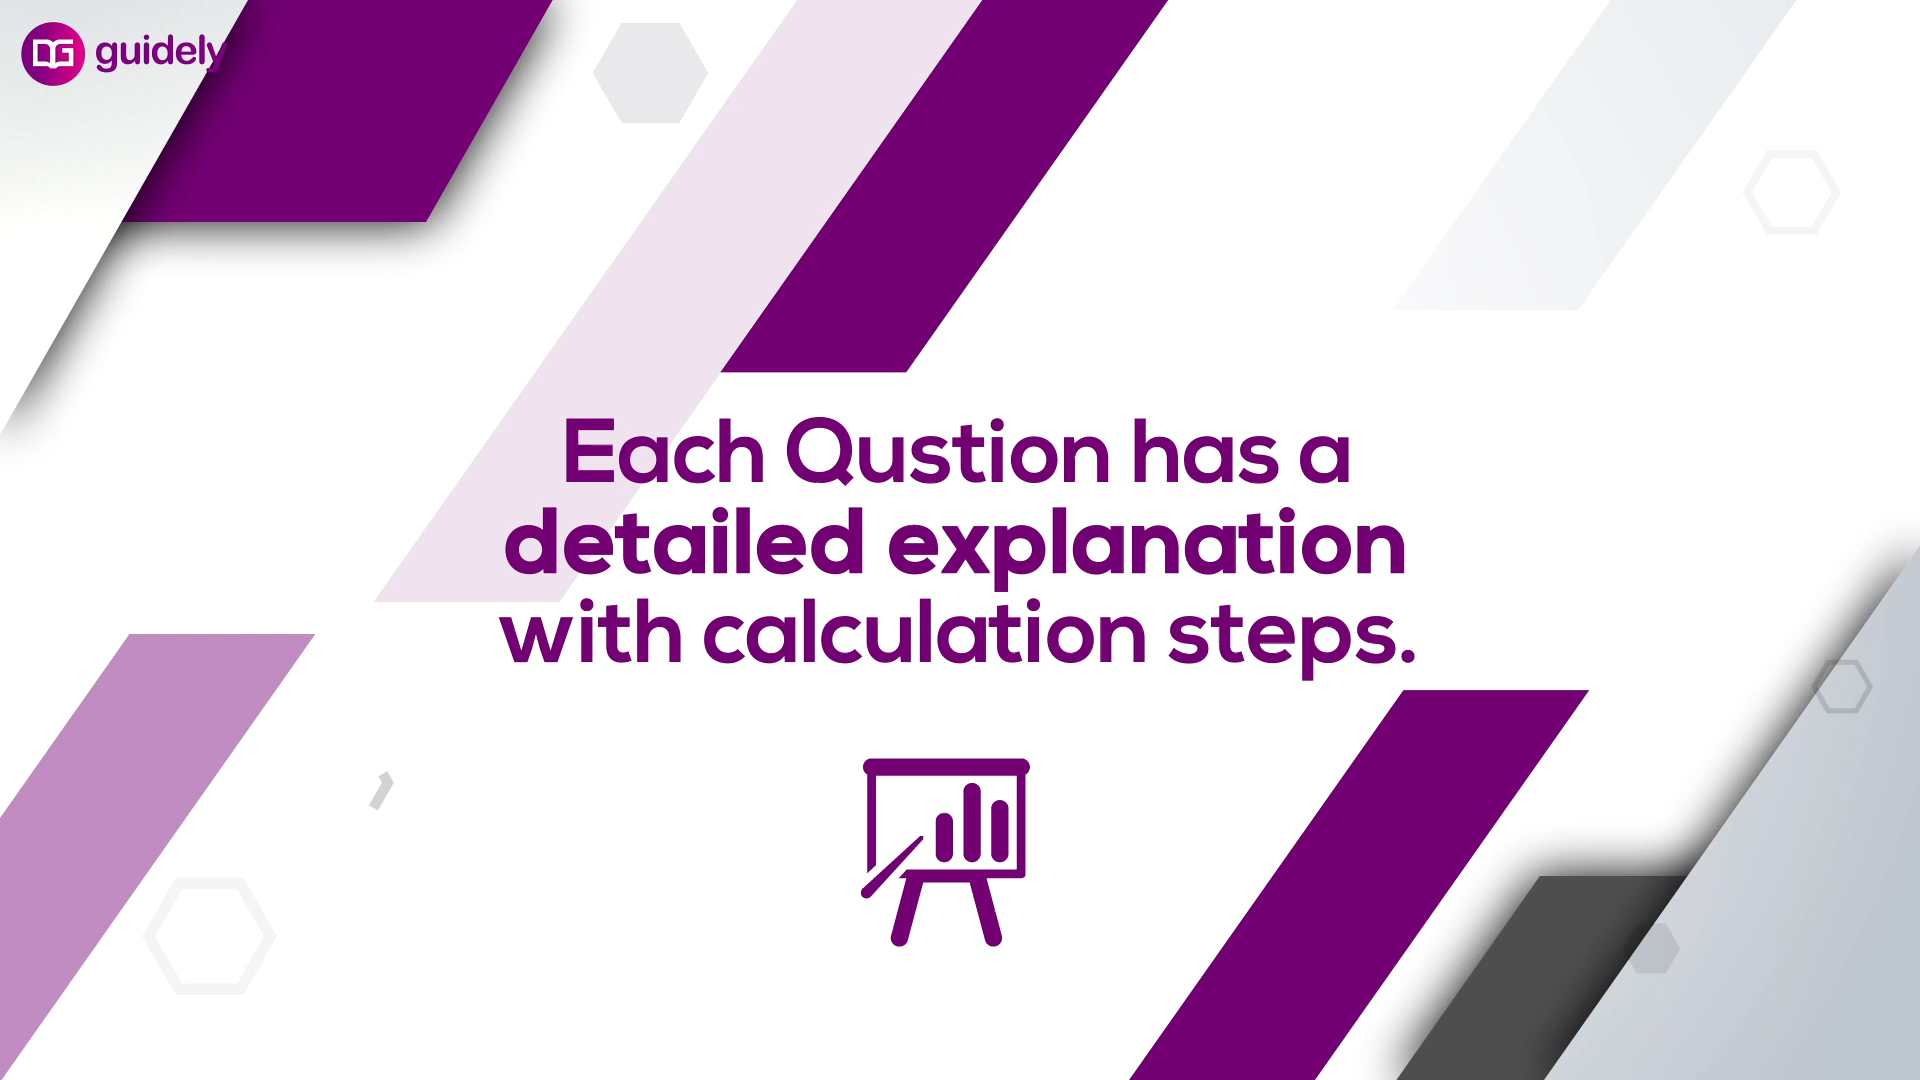 guidely
Each Qustion has a
detailed explanation
with calculation steps.